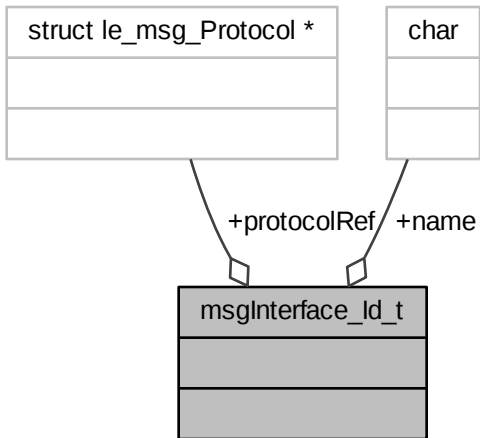 struct le_msg_Protocol *
char
+protocolRef
+name
msgInterface_Id_t